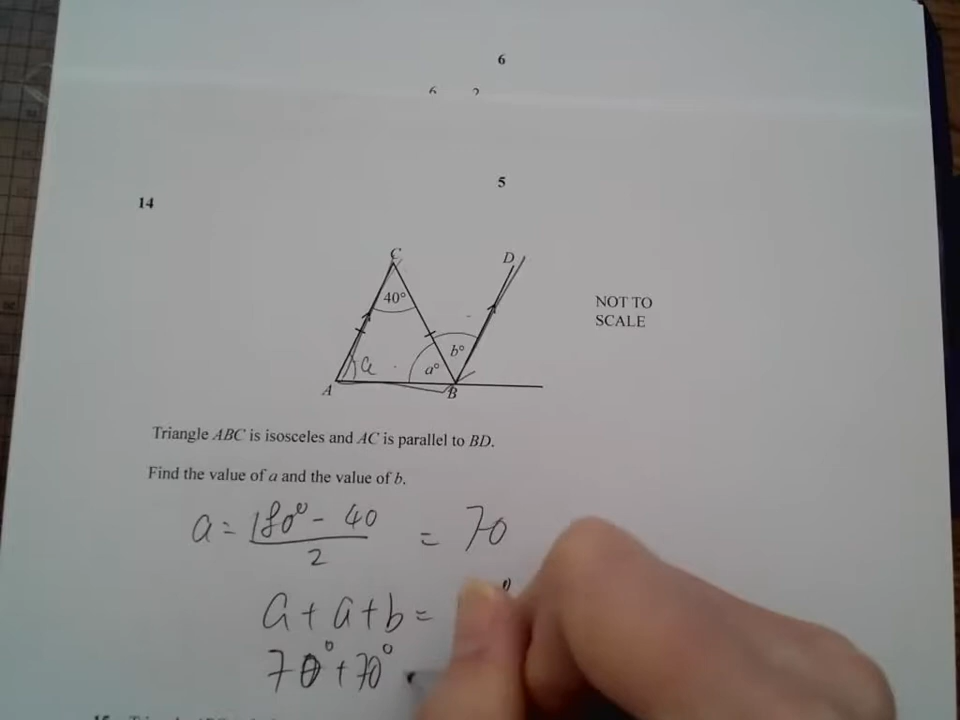 6
5
14
C
D
40°
NOT TO
SCALE
b°
a
a°
A
B
Triangle ABC is isosceles and AC is parallel to BD.
Find the value of a and the value of b.
a = 180° - 40 / 2 = 70
a + a + b =
70° + 70°